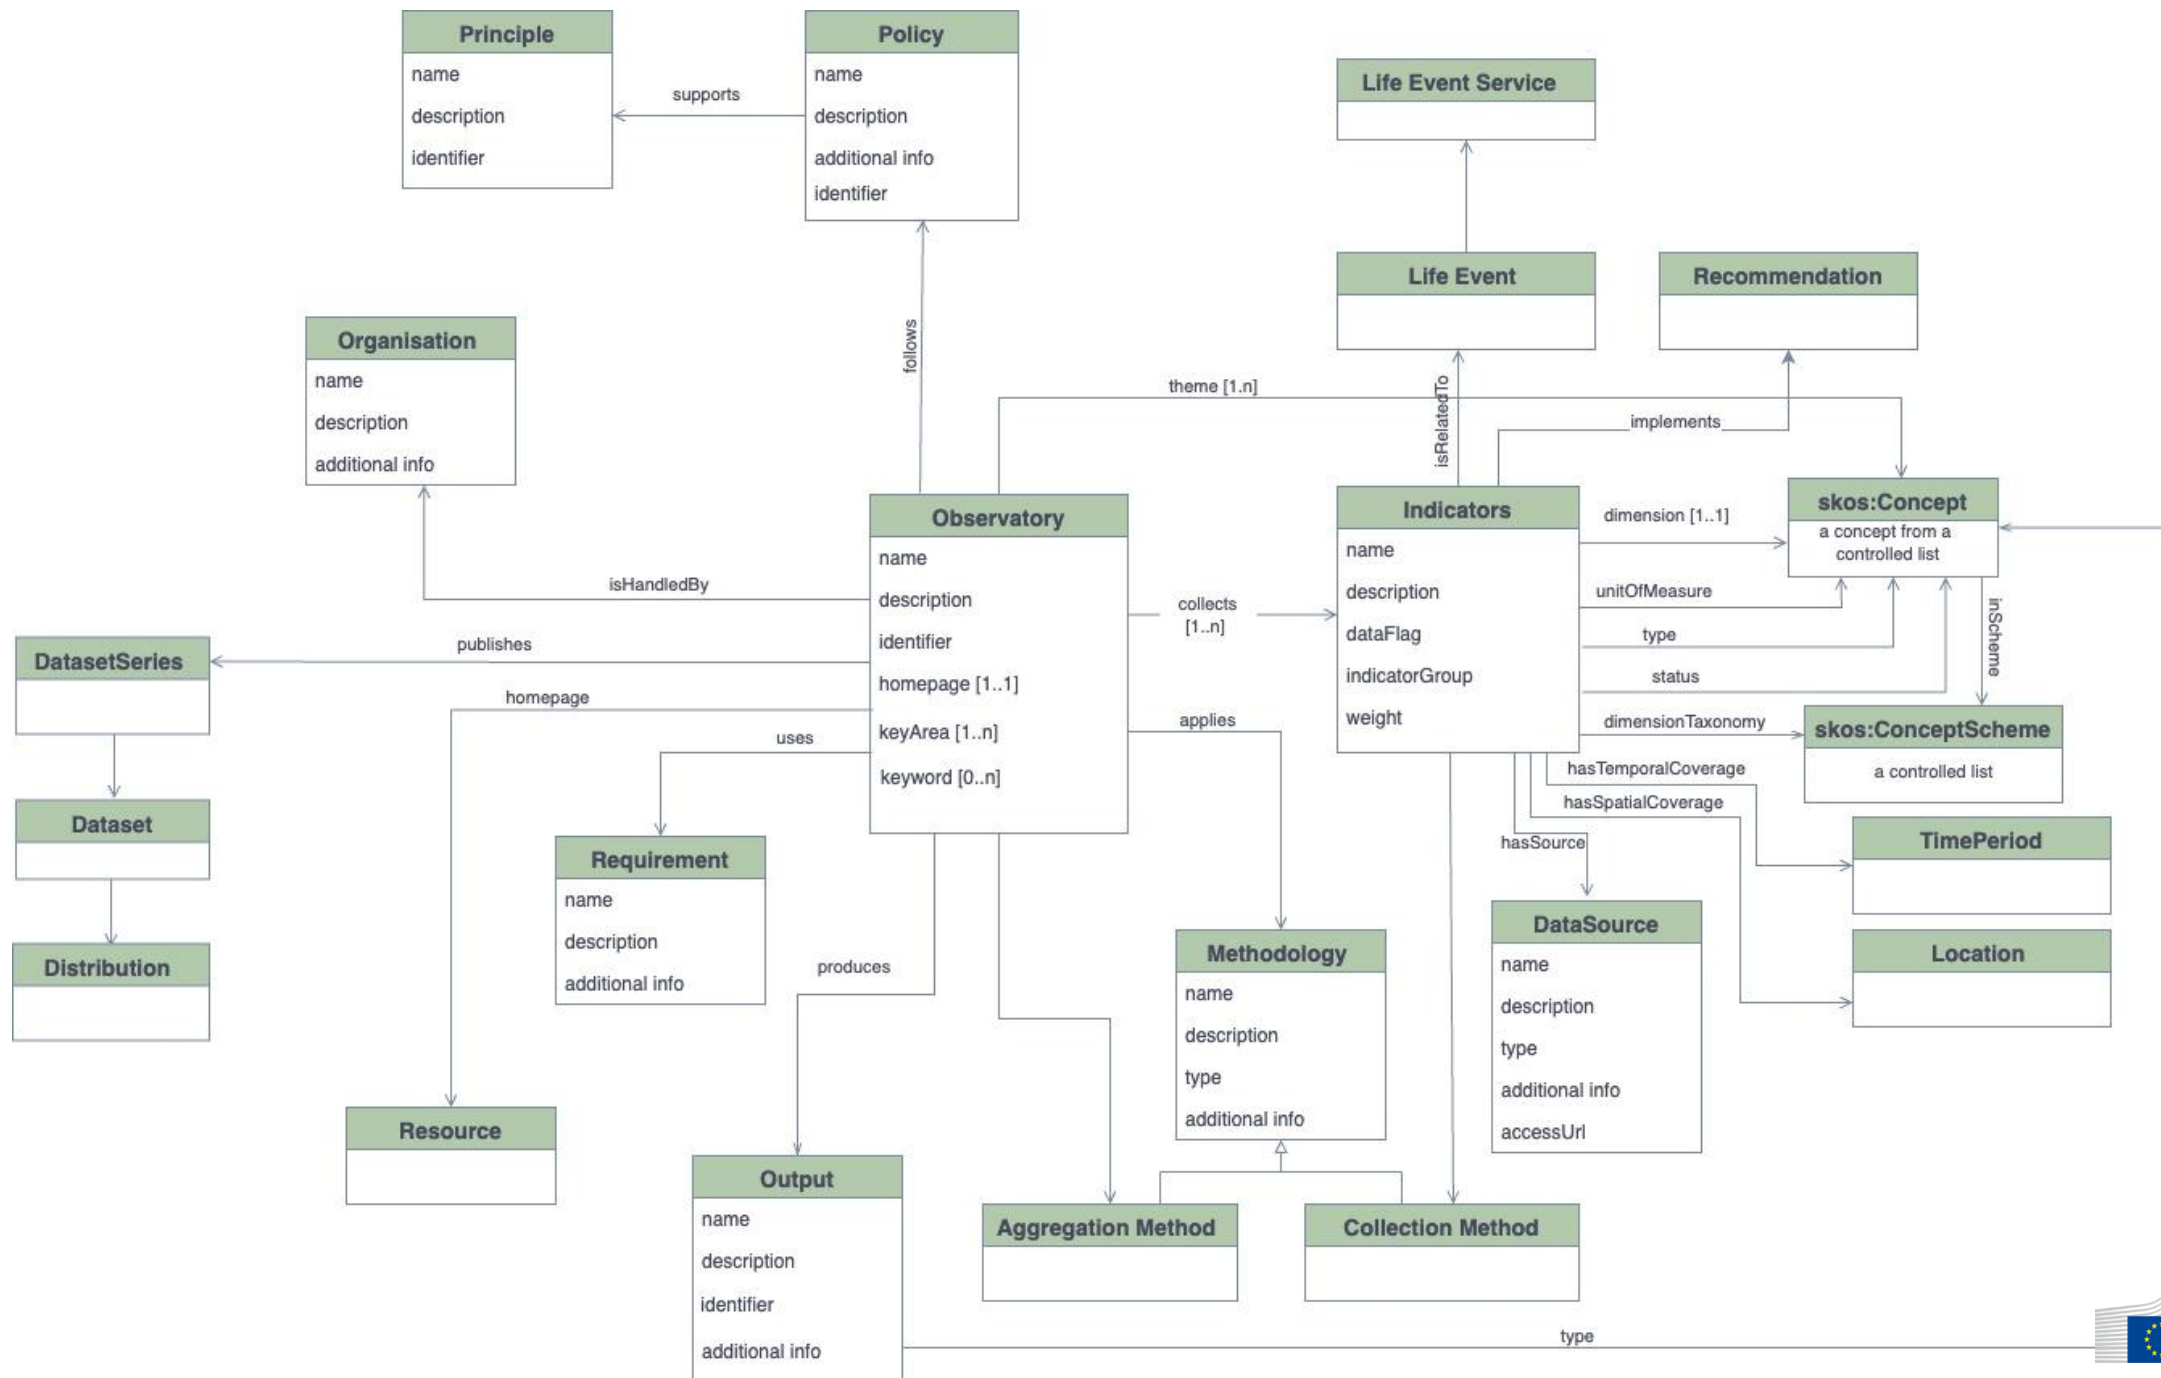 Principle
name
description
identifier
supports
Policy
name
description
additional info
identifier
Life Event Service
Life Event
Recommendation
Organisation
name
description
additional info
follows
theme [1.n]
isRelatedTo
implements
Observatory
name
description
identifier
homepage [1..1]
keyArea [1..n]
keyword [0..n]
isHandledBy
publishes
homepage
uses
collects
[1..n]
applies
Indicators
name
description
dataFlag
indicatorGroup
weight
dimension [1..1]
unitOfMeasure
type
status
dimensionTaxonomy
hasTemporalCoverage
hasSpatialCoverage
hasSource
skos:Concept
a concept from a
controlled list
inScheme
skos:ConceptScheme
a controlled list
DatasetSeries
Dataset
Distribution
Requirement
name
description
additional info
produces
Resource
Output
name
description
identifier
additional info
Methodology
name
description
type
additional info
Aggregation Method
Collection Method
DataSource
name
description
type
additional info
accessUrl
TimePeriod
Location
type